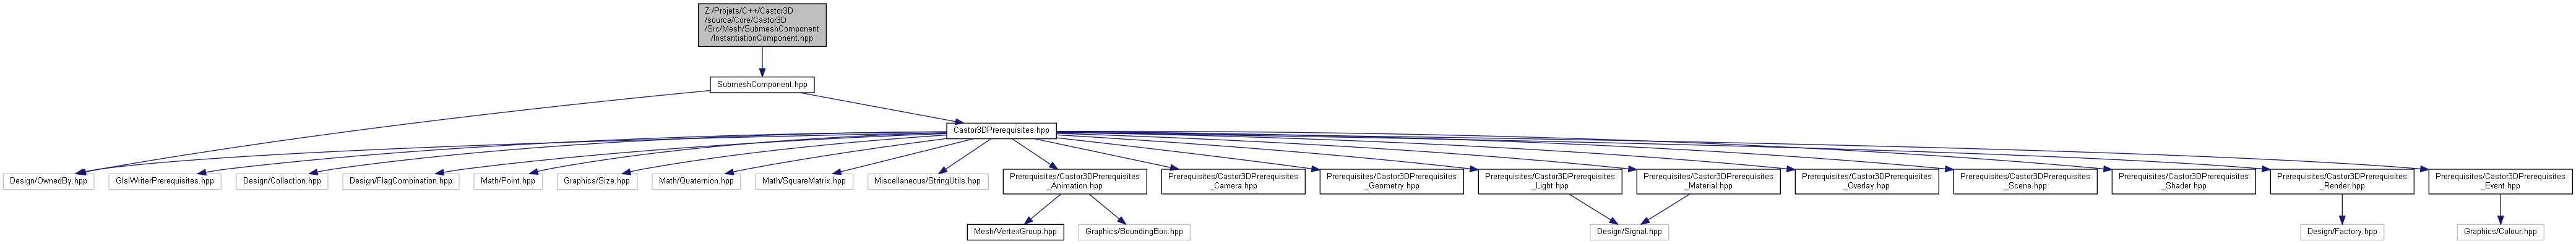 Z:/Projets/C++/Castor3D
/source/Core/Castor3D
/Src/Mesh/SubmeshComponent
/InstantiationComponent.hpp
SubmeshComponent.hpp
Castor3DPrerequisites.hpp
Design/OwnedBy.hpp
GlslWriterPrerequisites.hpp
Design/Collection.hpp
Design/FlagCombination.hpp
Math/Point.hpp
Graphics/Size.hpp
Math/Quaternion.hpp
Math/SquareMatrix.hpp
Miscellaneous/StringUtils.hpp
Prerequisites/Castor3DPrerequisites
_Animation.hpp
Prerequisites/Castor3DPrerequisites
_Camera.hpp
Prerequisites/Castor3DPrerequisites
_Geometry.hpp
Prerequisites/Castor3DPrerequisites
_Light.hpp
Prerequisites/Castor3DPrerequisites
_Material.hpp
Prerequisites/Castor3DPrerequisites
_Overlay.hpp
Prerequisites/Castor3DPrerequisites
_Scene.hpp
Prerequisites/Castor3DPrerequisites
_Shader.hpp
Prerequisites/Castor3DPrerequisites
_Render.hpp
Prerequisites/Castor3DPrerequisites
_Event.hpp
Mesh/VertexGroup.hpp
Graphics/BoundingBox.hpp
Design/Signal.hpp
Design/Factory.hpp
Graphics/Colour.hpp